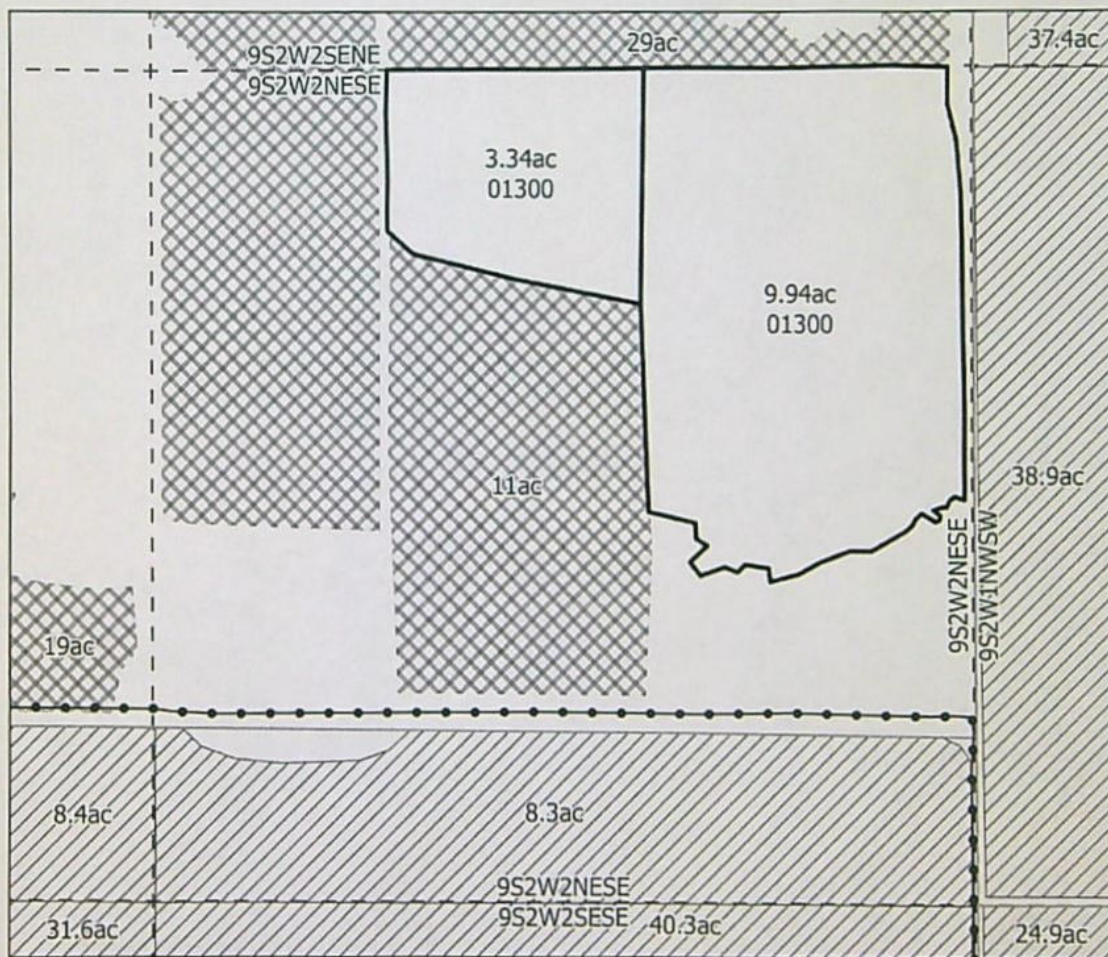 29ac
37.4ac
9S2W2SENE
9S2W2NESE
3.34ac
01300
9.94ac
01300
11ac
38.9ac
9S2W2NESE
9S2W1NWSW
19ac
8.4ac
8.3ac
9S2W2NESE
9S2W2SESE
40.3ac
31.6ac
24.9ac